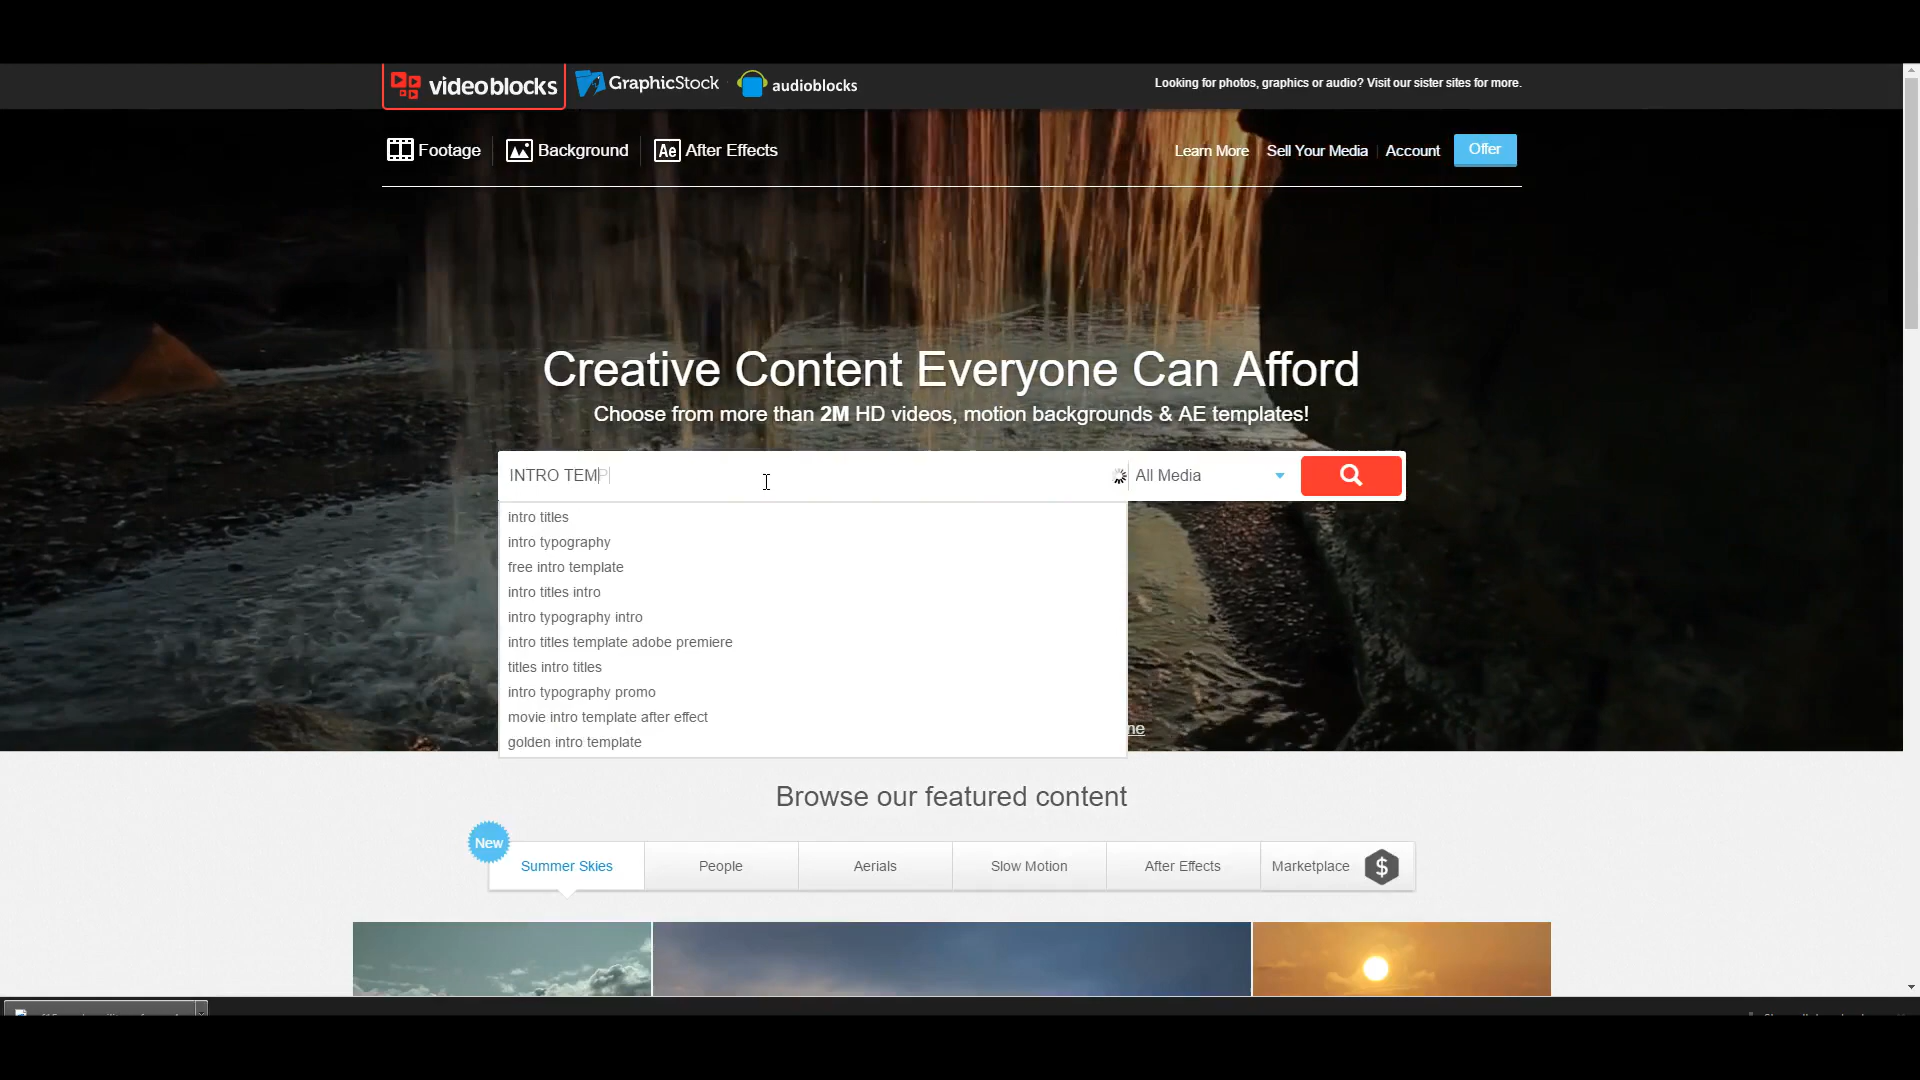 videoblocks GraphicStock audioblocks Looking for photos, graphics or audio? Visit our sister sites for more.
Footage Background Ae After Effects Learn More Sell Your Media Account Offer
Creative Content Everyone Can Afford
Choose from more than 2M HD videos, motion backgrounds & AE templates!
INTRO TEMP All Media
intro titles
intro typography
free intro template
intro titles intro
intro typography intro
intro titles template adobe premiere
titles intro titles
intro typography promo
movie intro template after effect
ne
golden intro template
Browse our featured content
New
Summer Skies People Aerials Slow Motion After Effects Marketplace $